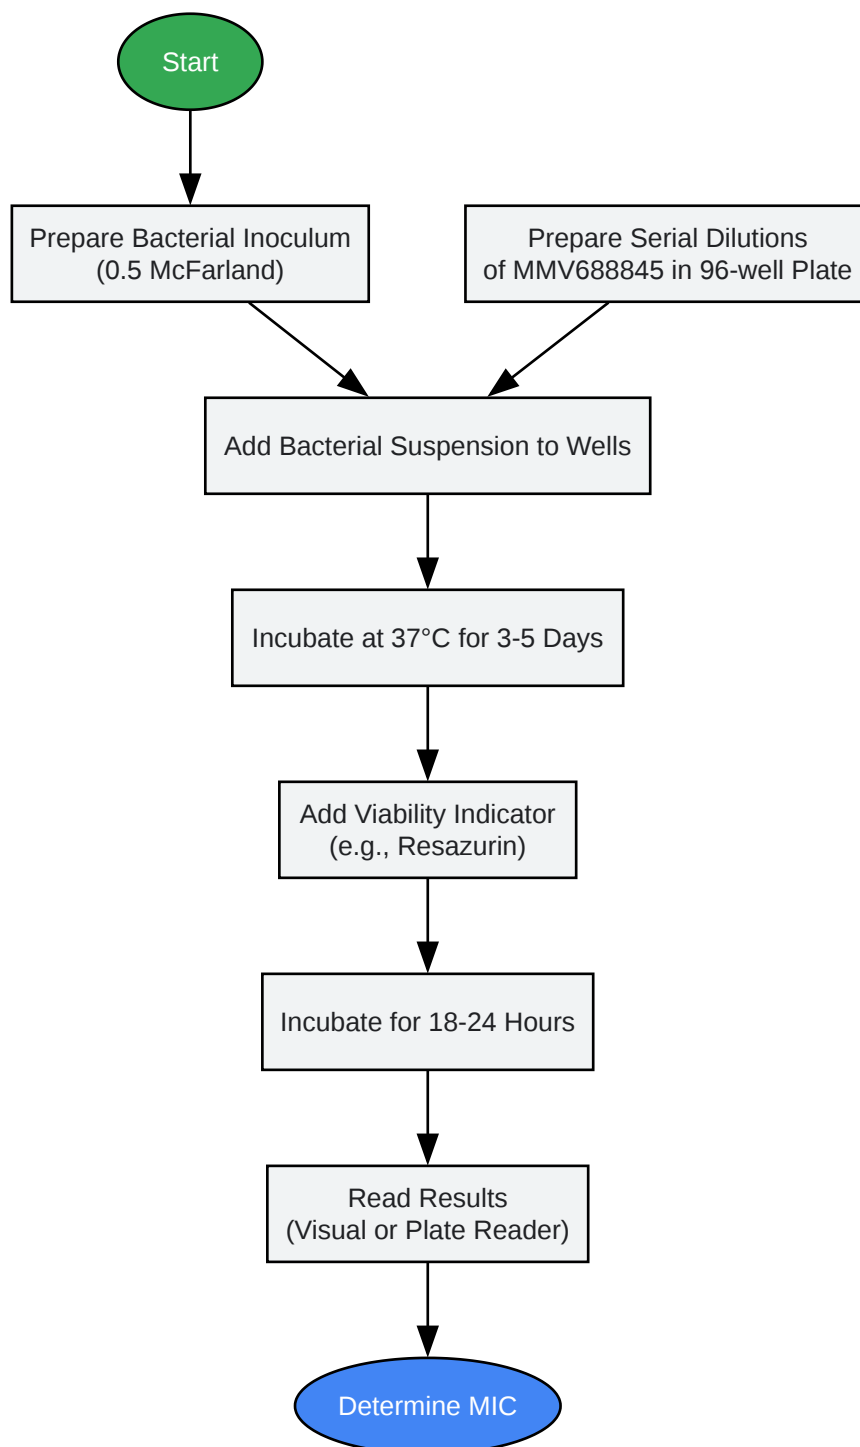 Start
Prepare Bacterial Inoculum
(0.5 McFarland)
Prepare Serial Dilutions
of MMV688845 in 96-well Plate
Add Bacterial Suspension to Wells
Incubate at 37°C for 3-5 Days
Add Viability Indicator
(e.g., Resazurin)
Incubate for 18-24 Hours
Read Results
(Visual or Plate Reader)
Determine MIC